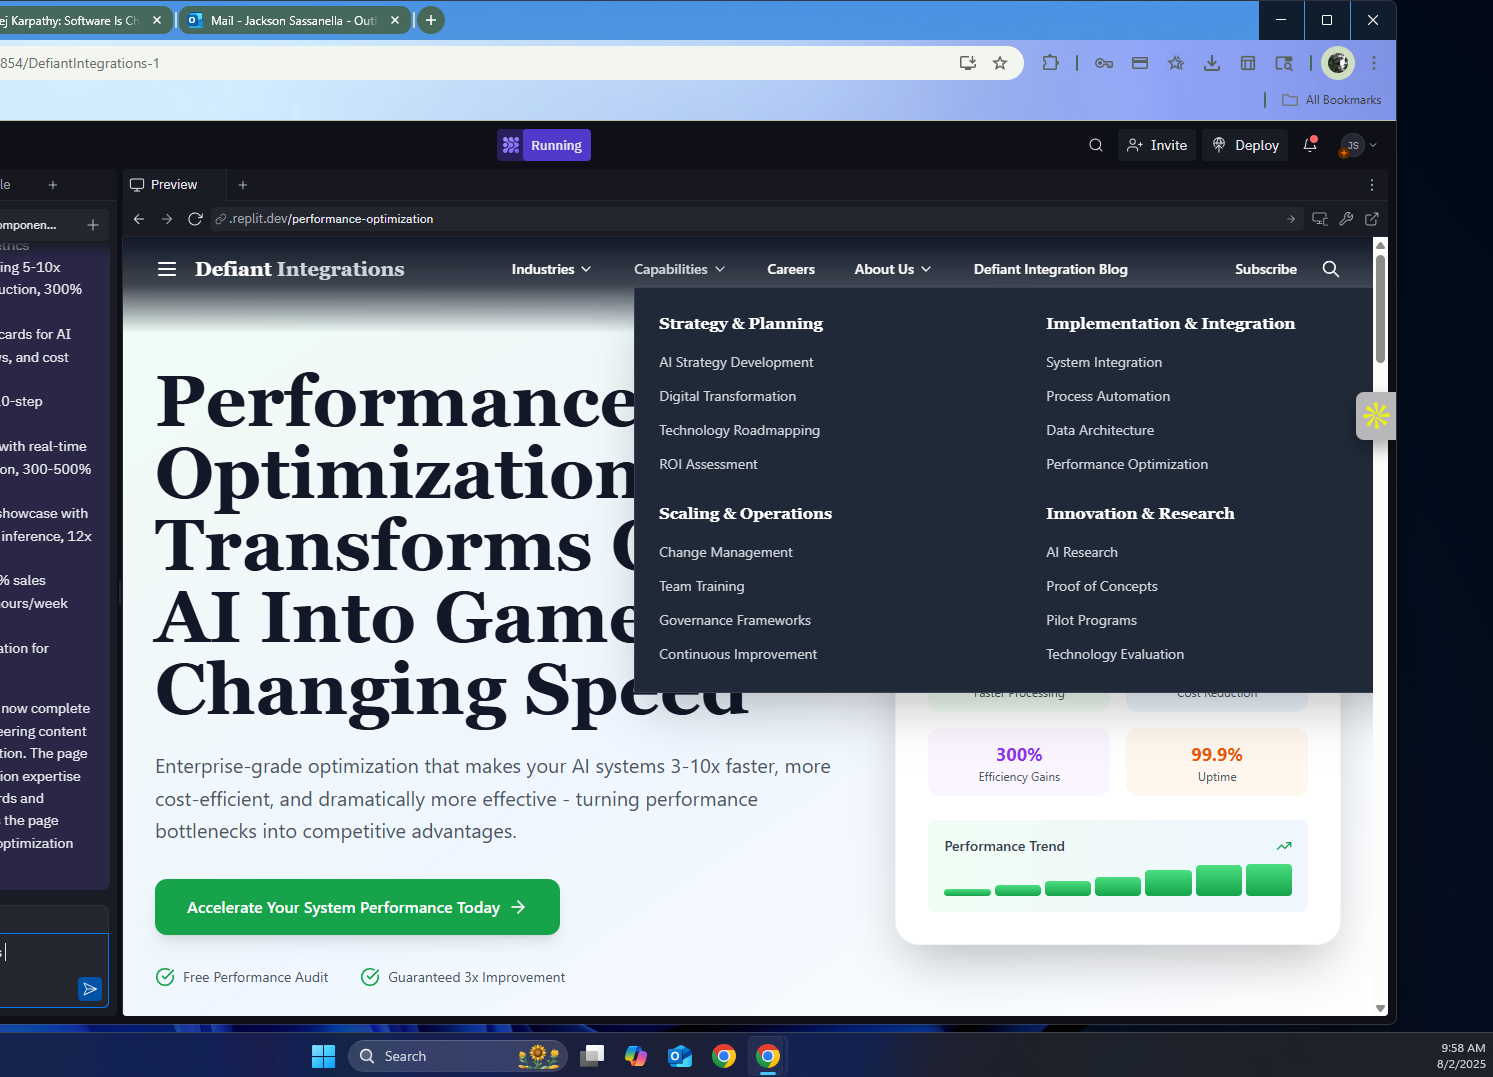 ej Karpathy: Software Is Ch
Mail - Jackson Sassanella - Outl
854/DefiantIntegrations-1
All Bookmarks
Running
Invite
Deploy
JS
le
Preview
omponen...
.replit.dev/performance-optimization
etrics
ing 5-10x
uction, 300%
cards for AI
s, and cost
0-step
with real-time
on, 300-500%
showcase with
inference, 12x
% sales
ours/week
ation for
now complete
eering content
tion. The page
ion expertise
rds and
the page
optimization
s
Defiant Integrations
Industries
Capabilities
Careers
About Us
Defiant Integration Blog
Subscribe
Strategy & Planning
AI Strategy Development
Digital Transformation
Technology Roadmapping
ROI Assessment
Implementation & Integration
System Integration
Process Automation
Data Architecture
Performance Optimization
Scaling & Operations
Change Management
Team Training
Governance Frameworks
Continuous Improvement
Innovation & Research
AI Research
Proof of Concepts
Pilot Programs
Technology Evaluation
Performance
Optimization
Transforms
AI Into Game
Changing Speed
Enterprise-grade optimization that makes your AI systems 3-10x faster, more
cost-efficient, and dramatically more effective - turning performance
bottlenecks into competitive advantages.
Accelerate Your System Performance Today
Free Performance Audit
Guaranteed 3x Improvement
Faster Processing
Cost Reduction
300%
Efficiency Gains
99.9%
Uptime
Performance Trend
Search
9:58 AM
8/2/2025